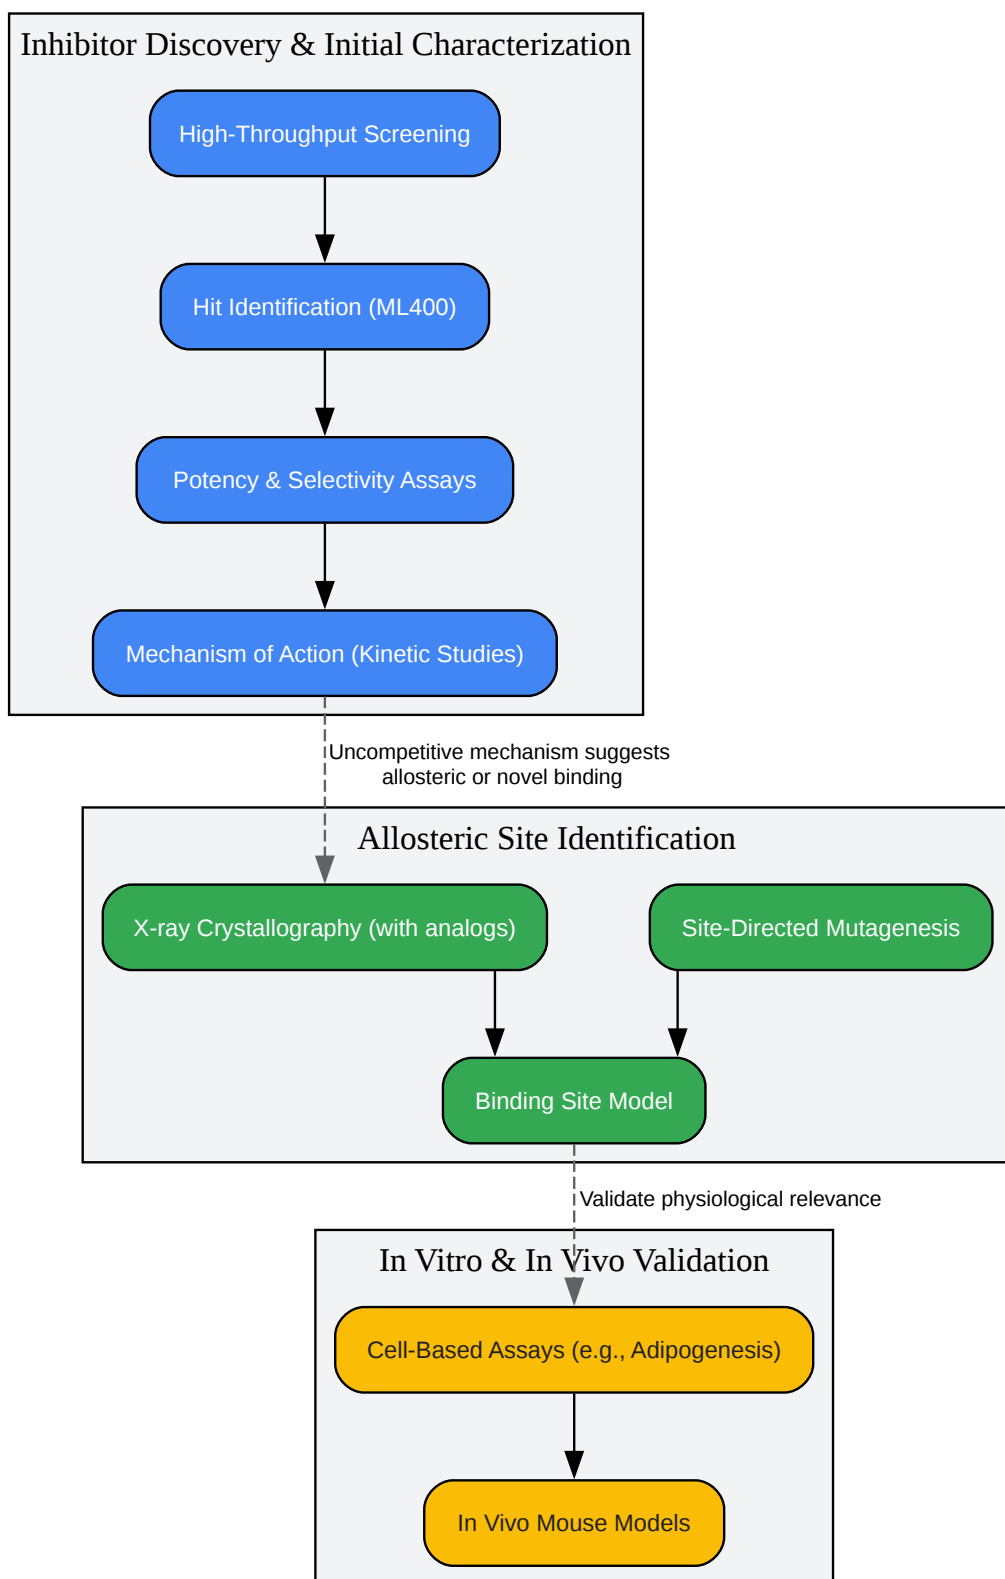 Inhibitor Discovery & Initial Characterization
High-Throughput Screening
Hit Identification (ML400)
Potency & Selectivity Assays
Mechanism of Action (Kinetic Studies)
Uncompetitive mechanism suggests
allosteric or novel binding
Allosteric Site Identification
X-ray Crystallography (with analogs)
Site-Directed Mutagenesis
Binding Site Model
Validate physiological relevance
In Vitro & In Vivo Validation
Cell-Based Assays (e.g., Adipogenesis)
In Vivo Mouse Models